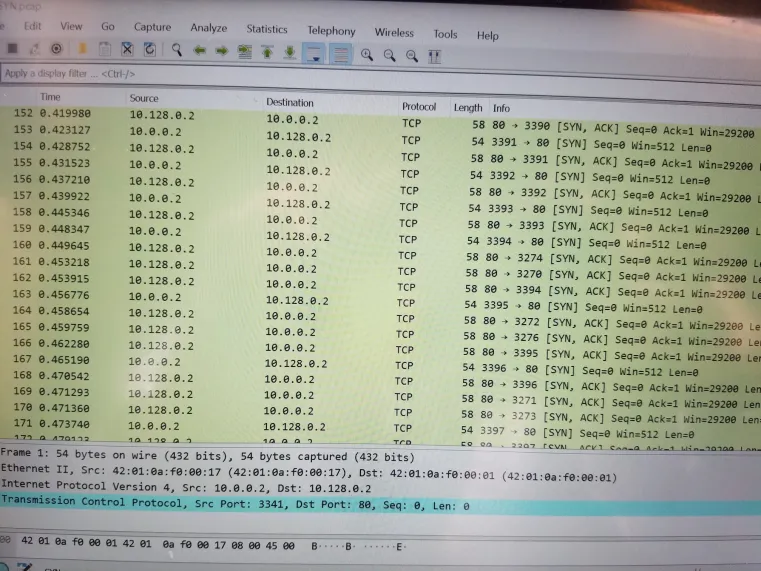 SYN.pcap
Edit View Go Capture Analyze Statistics Telephony Wireless Tools Help
Apply a display filter ... <Ctrl-/>
Time Source Destination Protocol Length Info
152 0.419980 10.128.0.2 10.0.0.2 TCP 58 80 → 3390 [SYN, ACK] Seq=0 Ack=1 Win=29200
153 0.423127 10.0.0.2 10.128.0.2 TCP 54 3391 → 80 [SYN] Seq=0 Win=512 Len=0
154 0.428752 10.128.0.2 10.0.0.2 TCP 58 80 → 3391 [SYN, ACK] Seq=0 Ack=1 Win=29200
155 0.431523 10.0.0.2 10.128.0.2 TCP 54 3392 → 80 [SYN] Seq=0 Win=512 Len=0
156 0.437210 10.128.0.2 10.0.0.2 TCP 58 80 → 3392 [SYN, ACK] Seq=0 Ack=1 Win=29200
157 0.439922 10.0.0.2 10.128.0.2 TCP 54 3393 → 80 [SYN] Seq=0 Win=512 Len=0
158 0.445346 10.128.0.2 10.0.0.2 TCP 58 80 → 3393 [SYN, ACK] Seq=0 Ack=1 Win=29200
159 0.448347 10.0.0.2 10.128.0.2 TCP 54 3394 → 80 [SYN] Seq=0 Win=512 Len=0
160 0.449645 10.128.0.2 10.0.0.2 TCP 58 80 → 3274 [SYN, ACK] Seq=0 Ack=1 Win=29200
161 0.453218 10.128.0.2 10.0.0.2 TCP 58 80 → 3270 [SYN, ACK] Seq=0 Ack=1 Win=29200
162 0.453915 10.128.0.2 10.0.0.2 TCP 58 80 → 3394 [SYN, ACK] Seq=0 Ack=1 Win=29200
163 0.456776 10.0.0.2 10.128.0.2 TCP 54 3395 → 80 [SYN] Seq=0 Win=512 Len=0
164 0.458654 10.128.0.2 10.0.0.2 TCP 58 80 → 3272 [SYN, ACK] Seq=0 Ack=1 Win=29200 Le
165 0.459759 10.128.0.2 10.0.0.2 TCP 58 80 → 3276 [SYN, ACK] Seq=0 Ack=1 Win=29200 Le
166 0.462280 10.128.0.2 10.0.0.2 TCP 58 80 → 3395 [SYN, ACK] Seq=0 Ack=1 Win=29200 Le
167 0.465190 10.0.0.2 10.128.0.2 TCP 54 3396 → 80 [SYN] Seq=0 Win=512 Len=0
168 0.470542 10.128.0.2 10.0.0.2 TCP 58 80 → 3396 [SYN, ACK] Seq=0 Ack=1 Win=29200 Le
169 0.471293 10.128.0.2 10.0.0.2 TCP 58 80 → 3271 [SYN, ACK] Seq=0 Ack=1 Win=29200 Le
170 0.471360 10.128.0.2 10.0.0.2 TCP 58 80 → 3273 [SYN, ACK] Seq=0 Ack=1 Win=29200 Le
171 0.473740 10.0.0.2 10.128.0.2 TCP 54 3397 → 80 [SYN] Seq=0 Win=512 Len=0
Frame 1: 54 bytes on wire (432 bits), 54 bytes captured (432 bits)
Ethernet II, Src: 42:01:0a:f0:00:17 (42:01:0a:f0:00:17), Dst: 42:01:0a:f0:00:01 (42:01:0a:f0:00:01)
Internet Protocol Version 4, Src: 10.0.0.2, Dst: 10.128.0.2
Transmission Control Protocol, Src Port: 3341, Dst Port: 80, Seq: 0, Len: 0
00 42 01 0a f0 00 01 42 01 0a f0 00 17 08 00 45 00 B·····B· ······E·